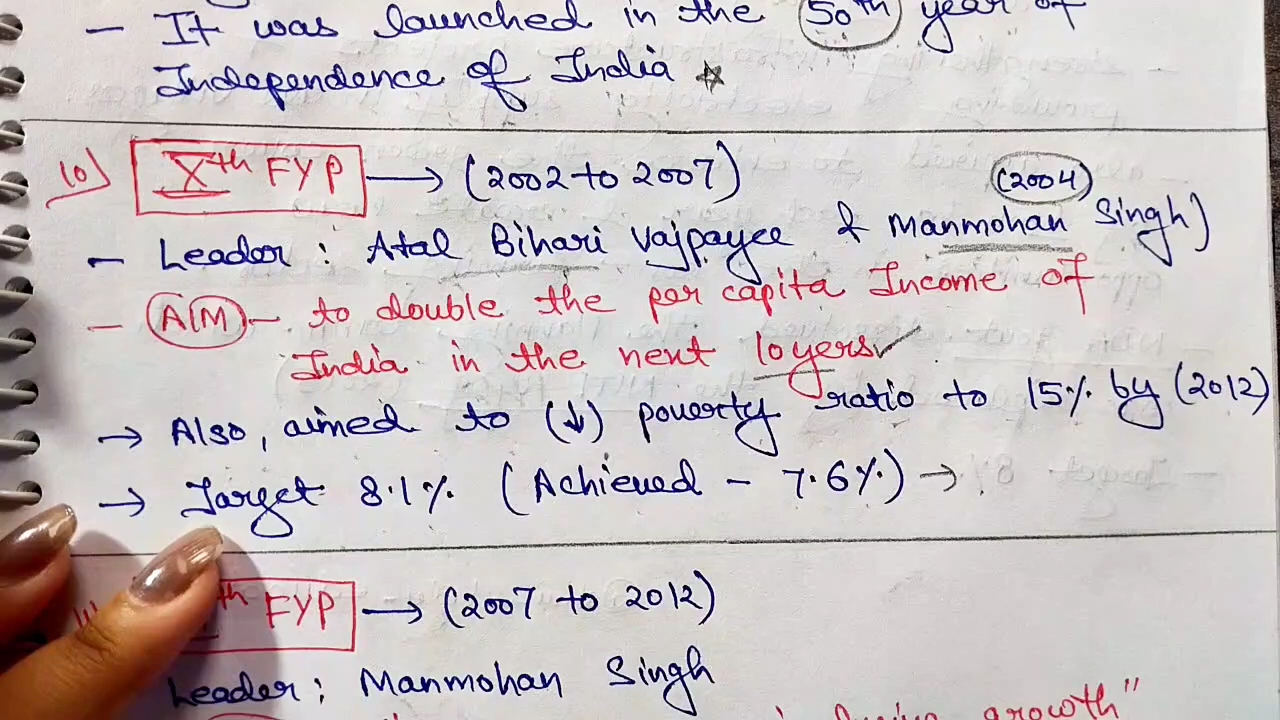 - It was launched in the 50th year of
Independence of India ☆
10) Xth FYP → (2002 to 2007)
(2004)
- Leader : Atal Bihari Vajpayee & Manmohan Singh)
- AIM - to double the per capita Income of
India in the next 10yers ✓
→ Also, aimed to (↓) pouerty ratio to 15% by (2012)
→ Target 8.1% (Achieved - 7.6%.) →
th FYP → (2007 to 2012)
Leader : Manmohan Singh
growth"